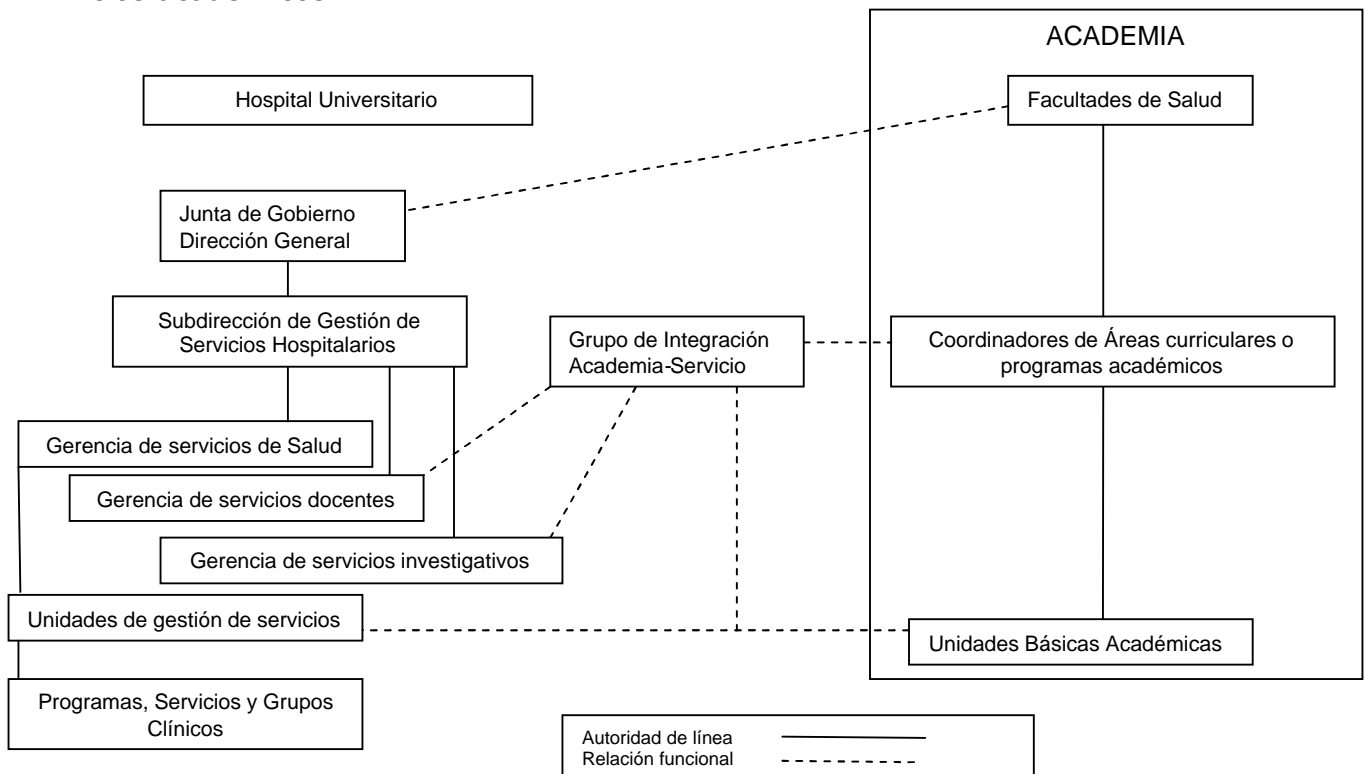 ACADEMIA
Hospital Universitario
Facultades de Salud
Junta de Gobierno
Dirección General
Subdirección de Gestión de
Servicios Hospitalarios
Grupo de Integración
Academia-Servicio
Coordinadores de Áreas curriculares o
programas académicos
Gerencia de servicios de Salud
Gerencia de servicios docentes
Gerencia de servicios investigativos
Unidades de gestión de servicios
Unidades Básicas Académicas
Programas, Servicios y Grupos
Clínicos
Autoridad de línea
Relación funcional